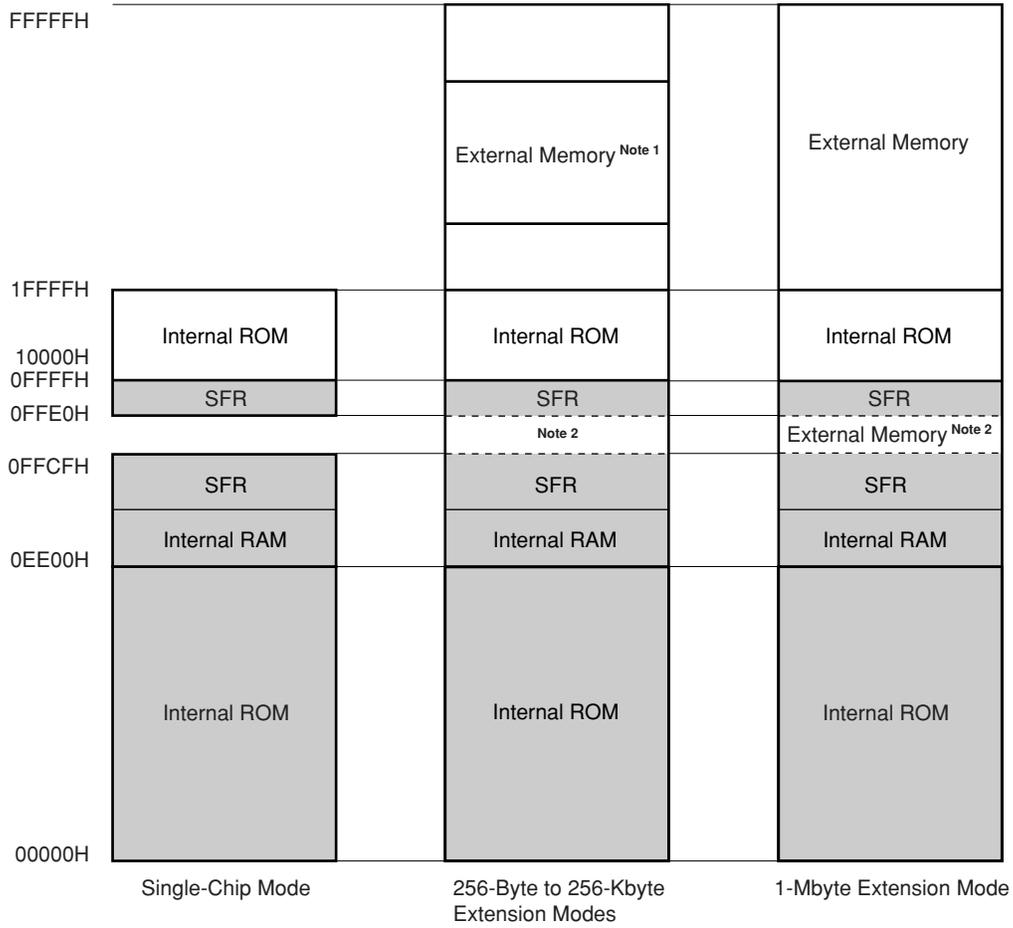 FFFFFH
External Memory Note 1
External Memory
1FFFFH
Internal ROM
Internal ROM
Internal ROM
10000H
0FFFFH
SFR
SFR
SFR
0FFE0H
Note 2
External Memory Note 2
0FFCFH
SFR
SFR
SFR
Internal RAM
Internal RAM
Internal RAM
0EE00H
Internal ROM
Internal ROM
Internal ROM
00000H
Single-Chip Mode
256-Byte to 256-Kbyte
Extension Modes
1-Mbyte Extension Mode